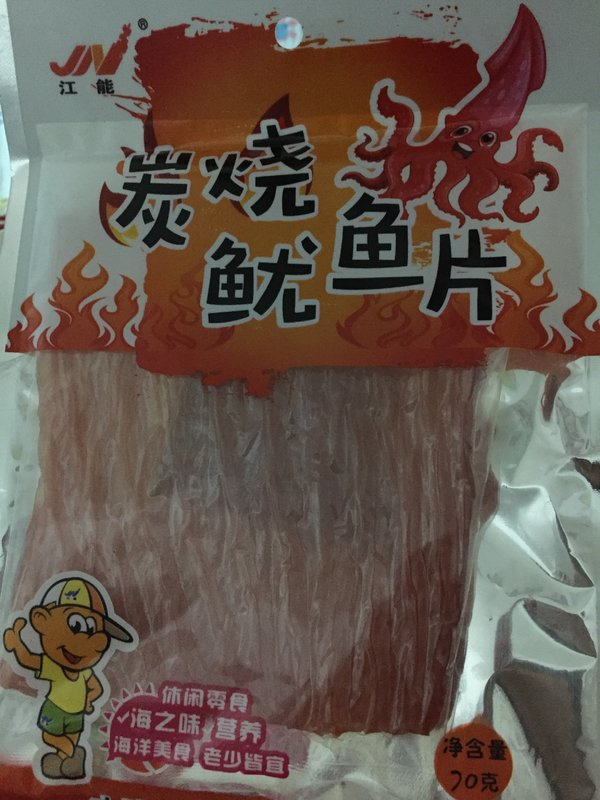 JN®
江能
炭烧
鱿鱼片
休闲零食
海之味 营养
海洋美食 老少皆宜
净含量
70克